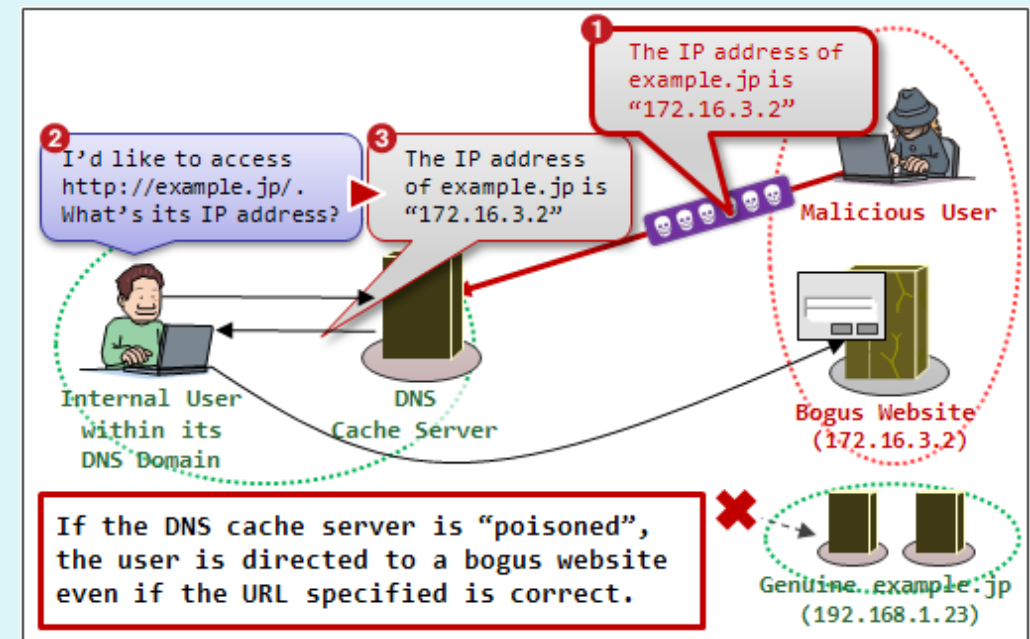 1
The IP address of
example.jp is
“172.16.3.2”
2
I’d like to access
http://example.jp/.
What’s its IP address?
3
The IP address
of example.jp is
“172.16.3.2”
Malicious User
Internal User
within its
DNS Domain
DNS
Cache Server
Bogus Website
(172.16.3.2)
If the DNS cache server is “poisoned”,
the user is directed to a bogus website
even if the URL specified is correct.
Genuine example.jp
(192.168.1.23)